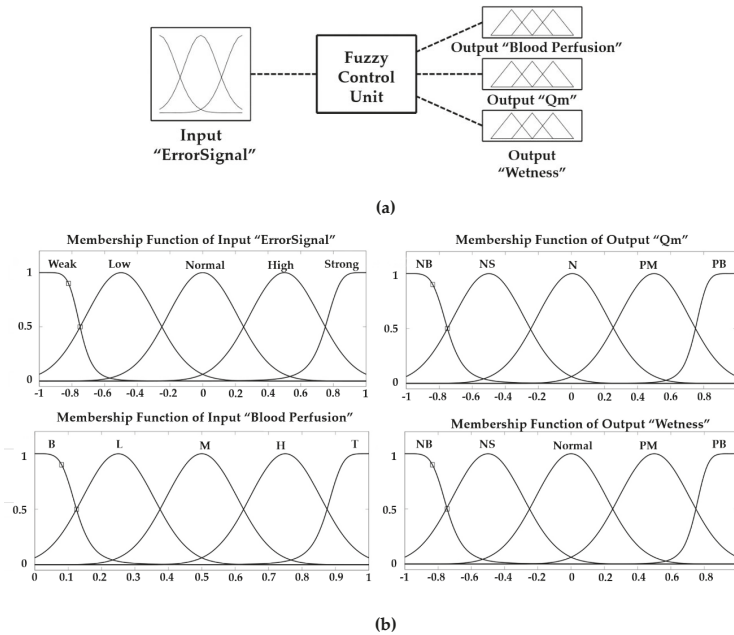 Input
“ErrorSignal”
Fuzzy
Control
Unit
Output “Blood Perfusion”
Output “Qm”
Output
“Wetness”
(a)
Membership Function of Input “ErrorSignal”
Weak Low Normal High Strong
1
0.5
0
-1 -0.8 -0.6 -0.4 -0.2 0 0.2 0.4 0.6 0.8 1
Membership Function of Output “Qm”
NB NS N PM PB
1
0.5
0
-1 -0.8 -0.6 -0.4 -0.2 0 0.2 0.4 0.6 0.8
Membership Function of Input “Blood Perfusion”
B L M H T
1
0.5
0
0 0.1 0.2 0.3 0.4 0.5 0.6 0.7 0.8 0.9 1
Membership Function of Output “Wetness”
NB NS Normal PM PB
1
0.5
0
-1 -0.8 -0.6 -0.4 -0.2 0 0.2 0.4 0.6 0.8
(b)